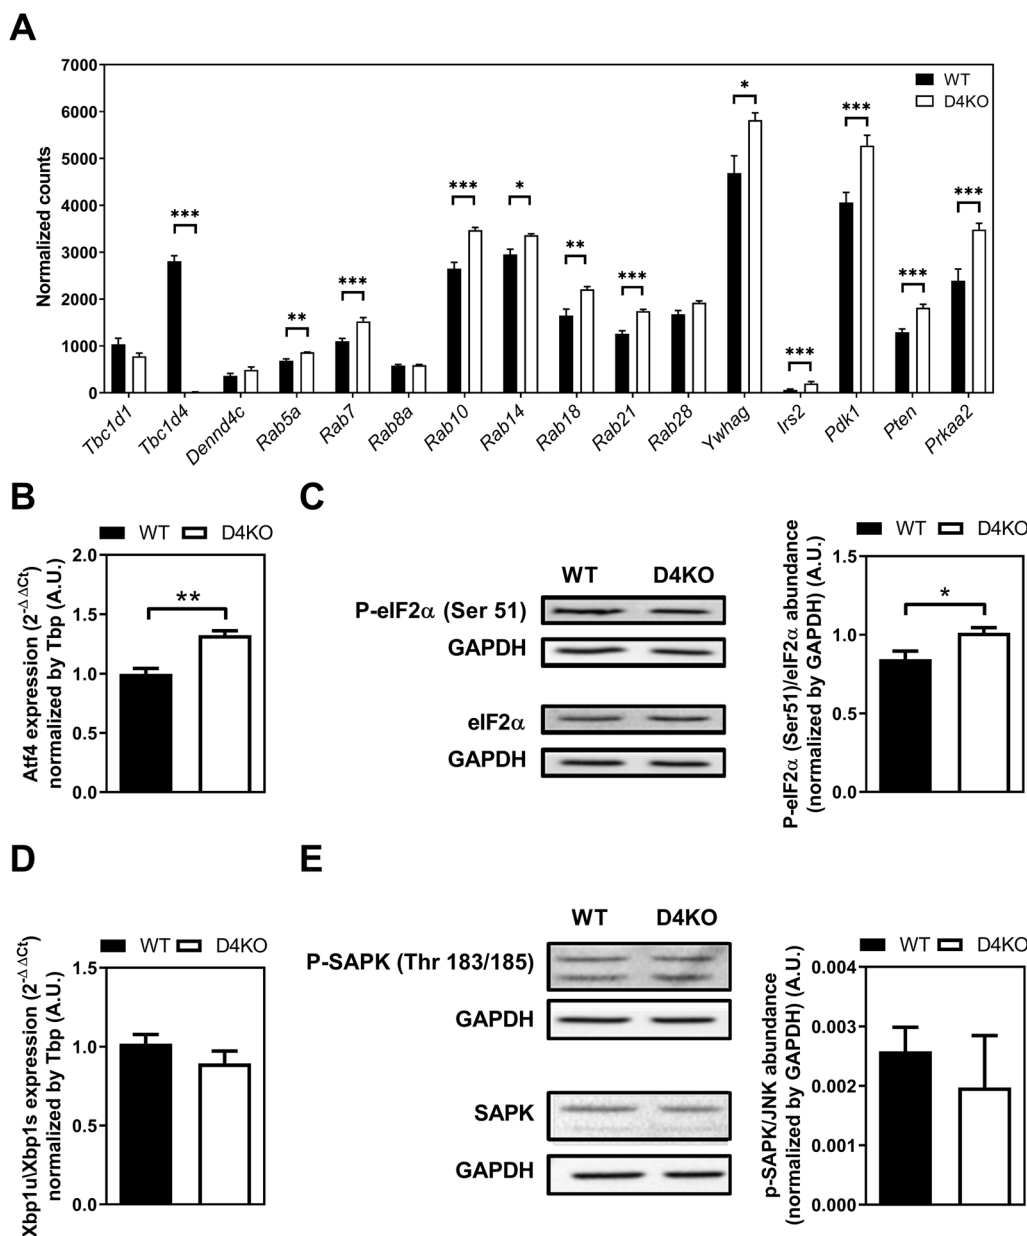 A
Normalized counts
7000
6000
5000
4000
3000
2000
1000
0
WT
D4KO
***
**
***
***
*
**
***
*
***
***
***
***
Tbc1d1
Tbc1d4
Dennd4c
Rab5a
Rab7
Rab8a
Rab10
Rab14
Rab18
Rab21
Rab28
Ywhag
Irs2
Pdk1
Pten
Prkaa2
B
WT D4KO
Atf4 expression (2-ΔΔCt)
normalized by Tbp (A.U.)
2.0
1.5
1.0
0.5
0.0
**
C
WT D4KO
P-eIF2α (Ser 51)
GAPDH
eIF2α
GAPDH
WT D4KO
P-eIF2α (Ser51)/eIF2α abundance
(normalized by GAPDH) (A.U.)
1.5
1.0
0.5
0.0
*
D
WT D4KO
Xbp1u\Xbp1s expression (2-ΔΔCt)
normalized by Tbp (A.U.)
1.5
1.0
0.5
0.0
E
WT D4KO
P-SAPK (Thr 183/185)
GAPDH
SAPK
GAPDH
WT D4KO
p-SAPK/JNK abundance
(normalized by GAPDH) (A.U.)
0.004
0.003
0.002
0.001
0.000